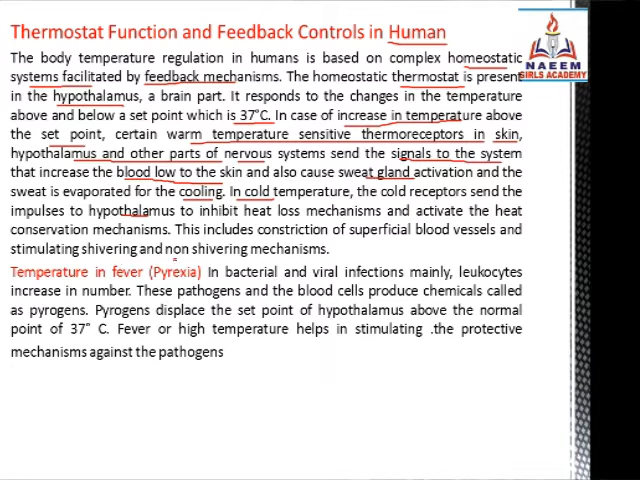 Thermostat Function and Feedback Controls in Human
The body temperature regulation in humans is based on complex homeostatic
systems facilitated by feedback mechanisms. The homeostatic thermostat is present
in the hypothalamus, a brain part. It responds to the changes in the temperature
above and below a set point which is 37°C. In case of increase in temperature above
the set point, certain warm temperature sensitive thermoreceptors in skin,
hypothalamus and other parts of nervous systems send the signals to the system
that increase the blood low to the skin and also cause sweat gland activation and the
sweat is evaporated for the cooling. In cold temperature, the cold receptors send the
impulses to hypothalamus to inhibit heat loss mechanisms and activate the heat
conservation mechanisms. This includes constriction of superficial blood vessels and
stimulating shivering and non shivering mechanisms.
Temperature in fever (Pyrexia) In bacterial and viral infections mainly, leukocytes
increase in number. These pathogens and the blood cells produce chemicals called
as pyrogens. Pyrogens displace the set point of hypothalamus above the normal
point of 37° C. Fever or high temperature helps in stimulating .the protective
mechanisms against the pathogens
NAEEM
GIRLS ACADEMY